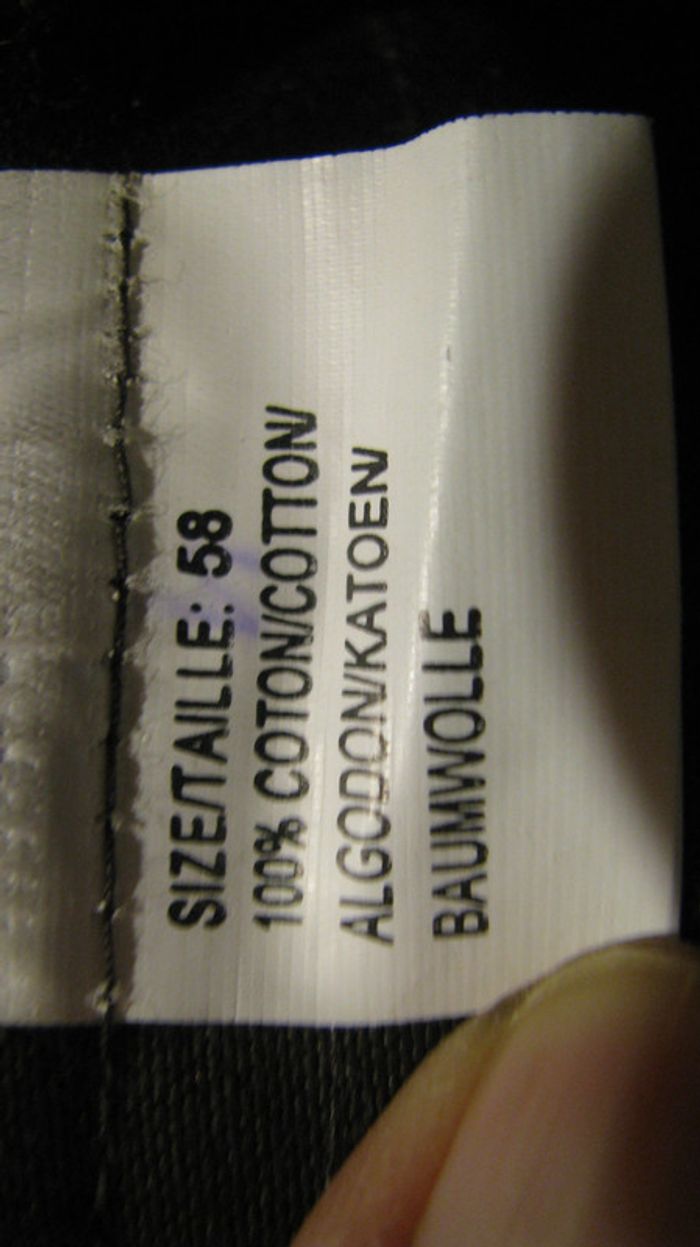 SIZE/TAILLE: 58
100% COTON/COTTON/
ALGODON/KATOEN
BAUMWOLLE